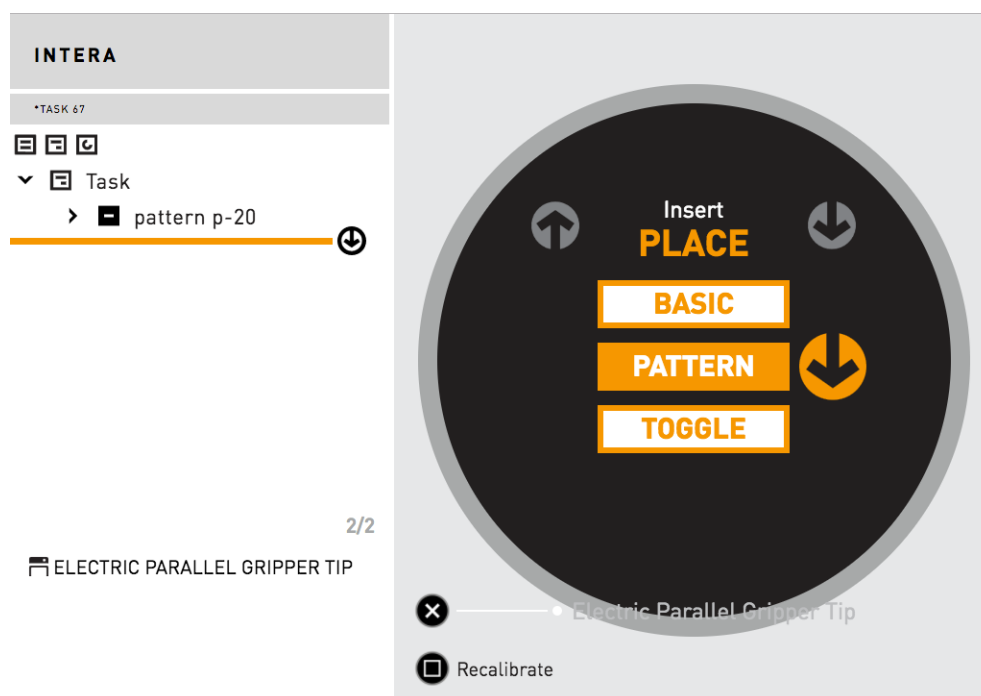 INTERA
*TASK 67
Task
pattern p-20
2/2
ELECTRIC PARALLEL GRIPPER TIP
Insert
PLACE
BASIC
PATTERN
TOGGLE
Electric Parallel Gripper Tip
Recalibrate